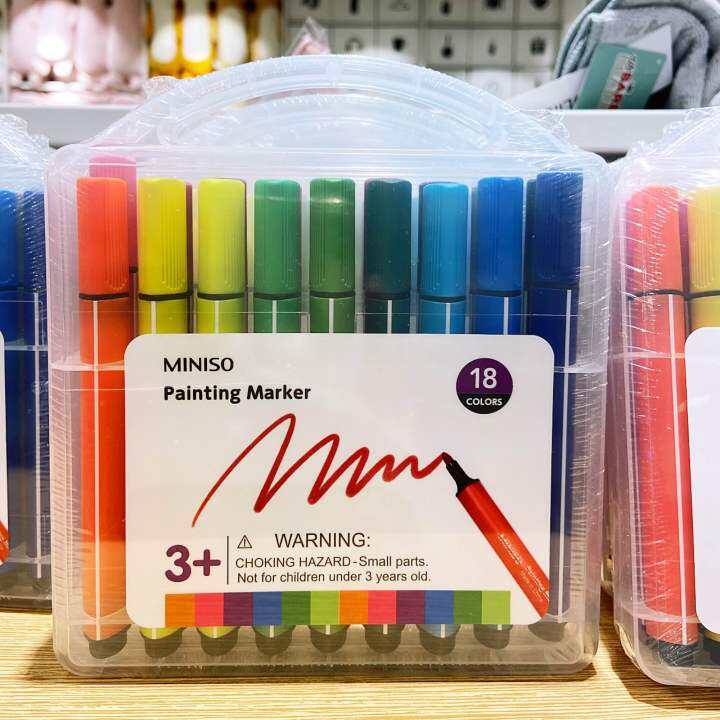 MINISO
Painting Marker
18
COLORS
3+
⚠ WARNING:
CHOKING HAZARD-Small parts.
Not for children under 3 years old.